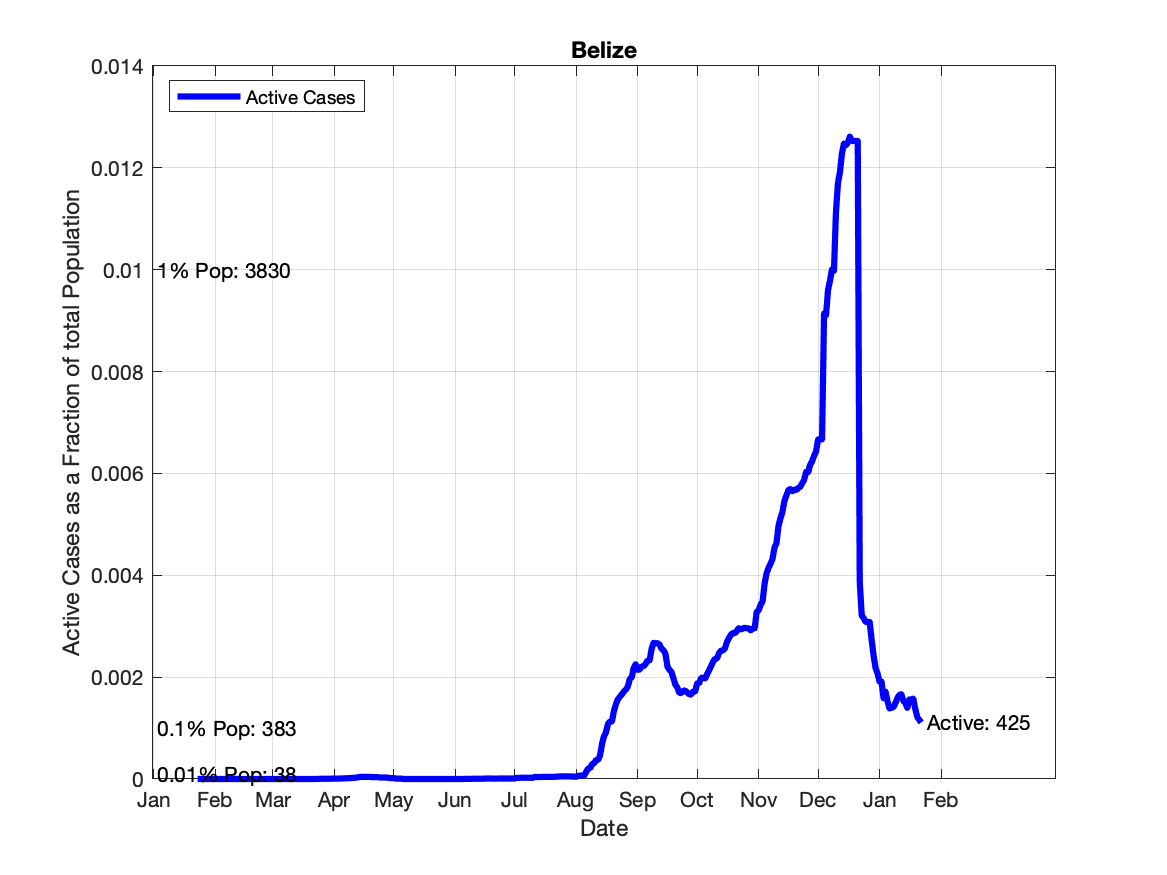 Belize
0.014
Active Cases
0.012
1% Pop: 3830
0.01
0.008
0.006
0.004
0.002
0.1% Pop: 383
Active: 425
0.01% Pop: 38
0
Jan Feb Mar Apr May Jun Jul Aug Sep Oct Nov Dec Jan Feb
Date
Active Cases as a Fraction of total Population